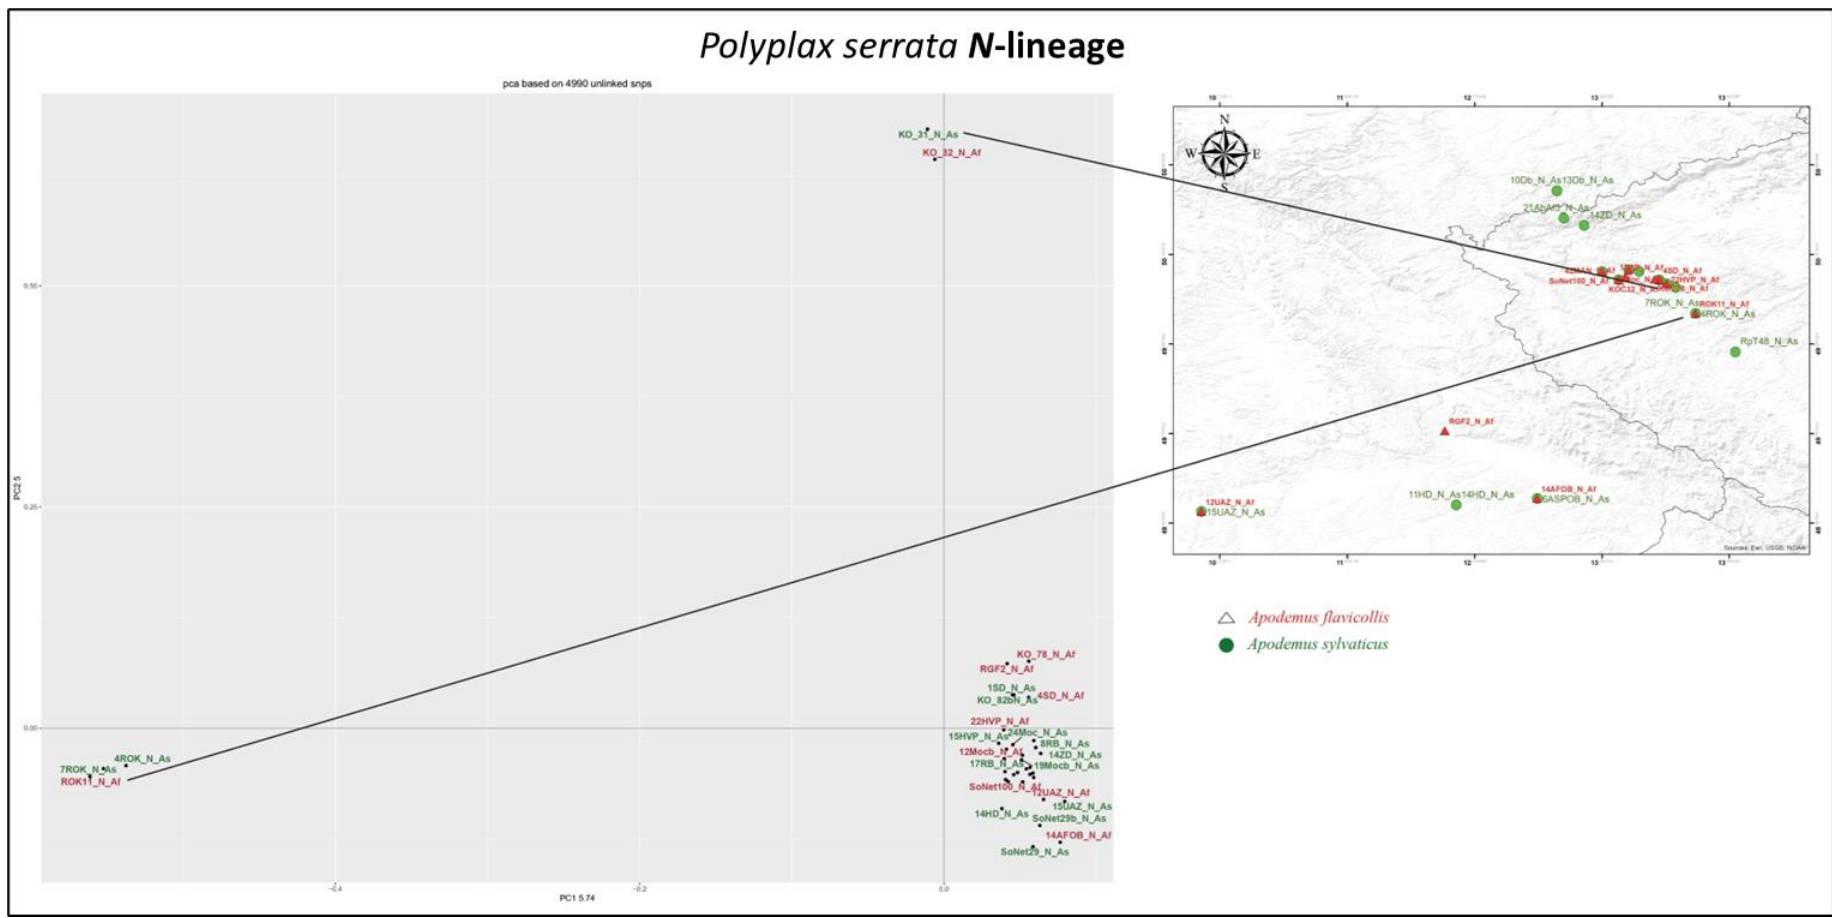 Polyplax serrata N-lineage
pca based on 4990 unlinked snps
KO_31_N_As
KO_32_N_Af
KO_78_N_Af
RGF2_N_Af
1SD_N_As
KO_82bN_As
4SD_N_Af
22HVP_N_Af
15HVP_N_As
24Moc_N_As
8RB_N_As
12Mocb_N_Af
14ZD_N_As
17RB_N_As
19Mocb_N_As
SoNet100_N_Af
12UAZ_N_Af
15UAZ_N_As
14HD_N_As
SoNet29b_N_As
14AFOB_N_Af
SoNet29_N_As
4ROK_N_As
7ROK_N_As
ROK11_N_Af
PC2 5
0.50
0.25
0.00
-0.4
-0.2
0.0
PC1 5.74
N
W
E
S
10Db_N_As13Db_N_As
14ZD_N_As
SoNet100_N_Af
4SD_N_Af
22HVP_N_Af
7ROK_N_As
ROK11_N_Af
4ROK_N_As
RpT48_N_As
RGF2_N_Af
12UAZ_N_Af
15UAZ_N_As
11HD_N_As14HD_N_As
14AFOB_N_Af
6ASPOB_N_As
Sources: Esri, USGS, NOAA
Apodemus flavicollis
Apodemus sylvaticus